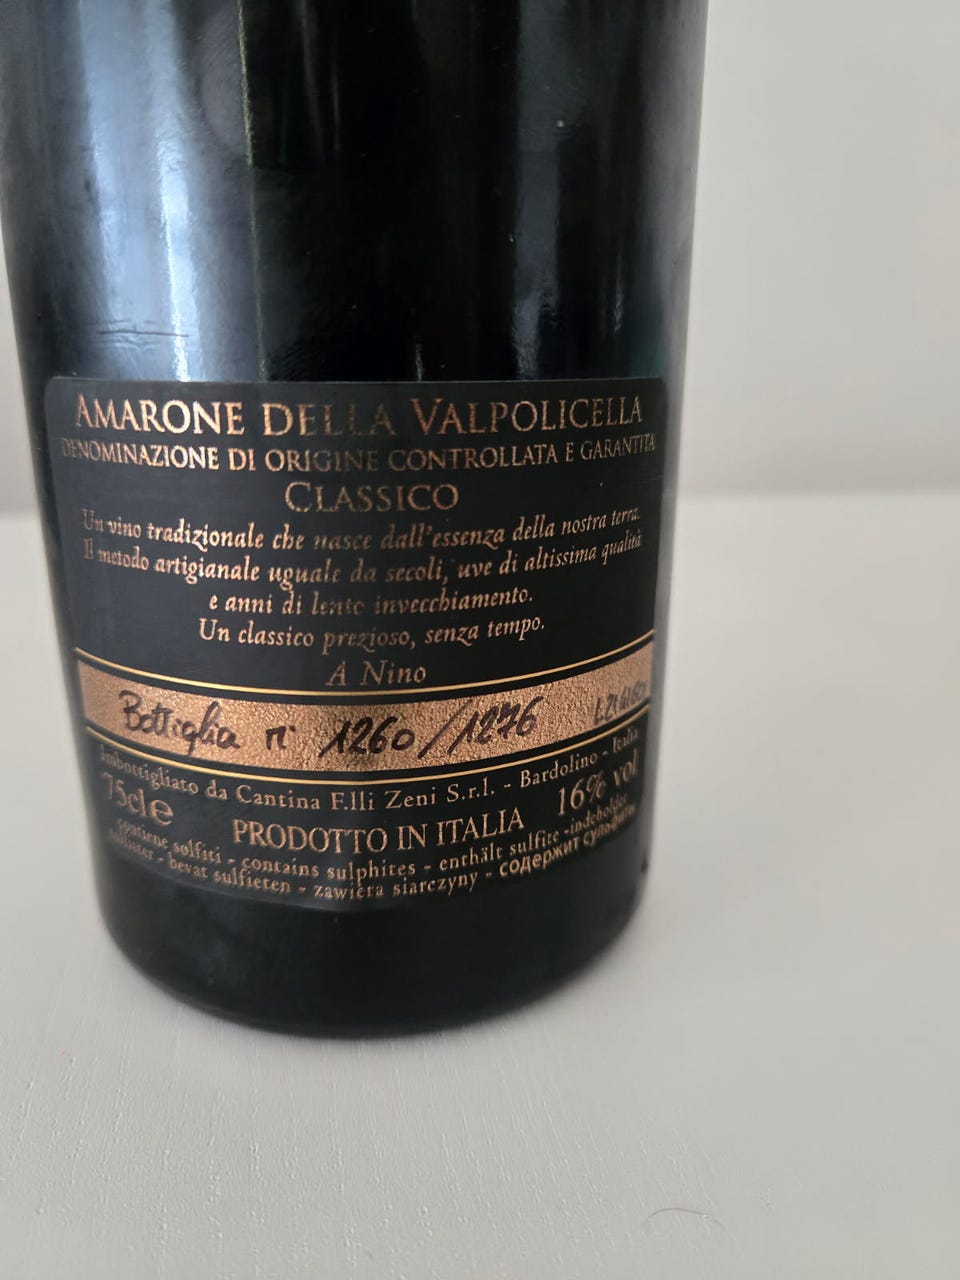 AMARONE DELLA VALPOLICELLA
DENOMINAZIONE DI ORIGINE CONTROLLATA E GARANTITA
CLASSICO
Un vino tradizionale che nasce dall'essenza della nostra terra.
Il metodo artigianale uguale da secoli, uve di altissima qualità
e anni di lento invecchiamento.
Un classico prezioso, senza tempo.
A Nino
Bottiglia n° 1260/1276
Imbottigliato da Cantina F.lli Zeni S.r.l. - Bardolino - Italia
75cl e PRODOTTO IN ITALIA 16% vol
contiene solfiti - contains sulphites - enthält sulfite - indeholder
sulfitter - bevat sulfieten - zawiera siarczyny - содержит сульфиты